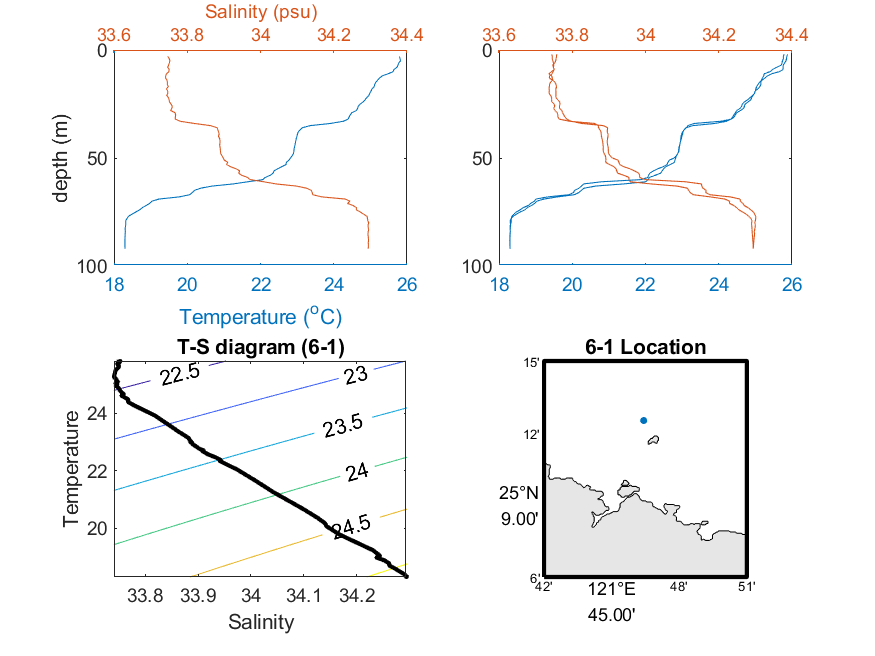 Salinity (psu)
33.6 33.8 34 34.2 34.4
33.6 33.8 34 34.2 34.4
0
50
100
depth (m)
0
50
100
18 20 22 24 26
18 20 22 24 26
Temperature (°C)
T-S diagram (6-1)
22.5
23
23.5
24
24.5
24
22
20
Temperature
33.8 33.9 34 34.1 34.2
Salinity
6-1 Location
15'
12'
25°N
9.00'
6'
42' 121°E 48' 51'
45.00'